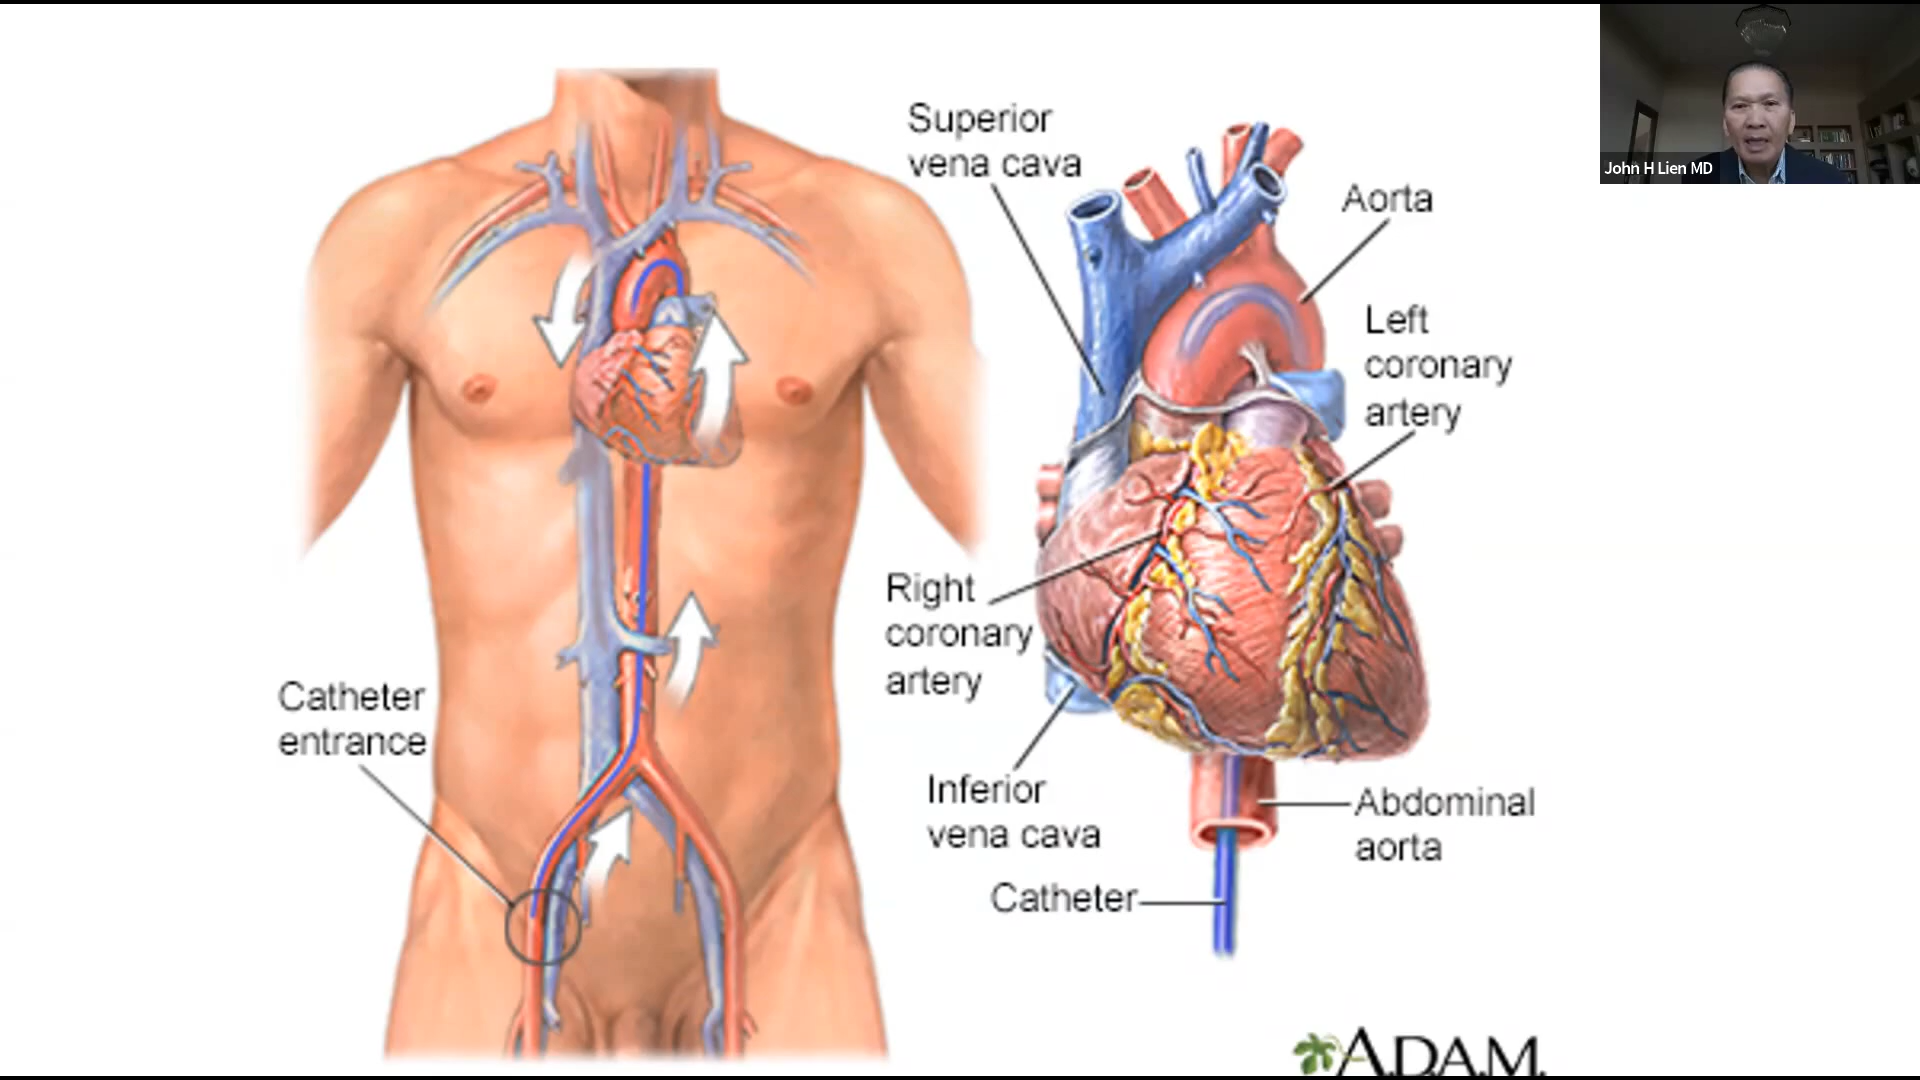 Superior
vena cava
Aorta
Left
coronary
artery
Right
coronary
artery
Catheter
entrance
Inferior
vena cava
Abdominal
aorta
Catheter
A.D.A.M.
John H Lien MD